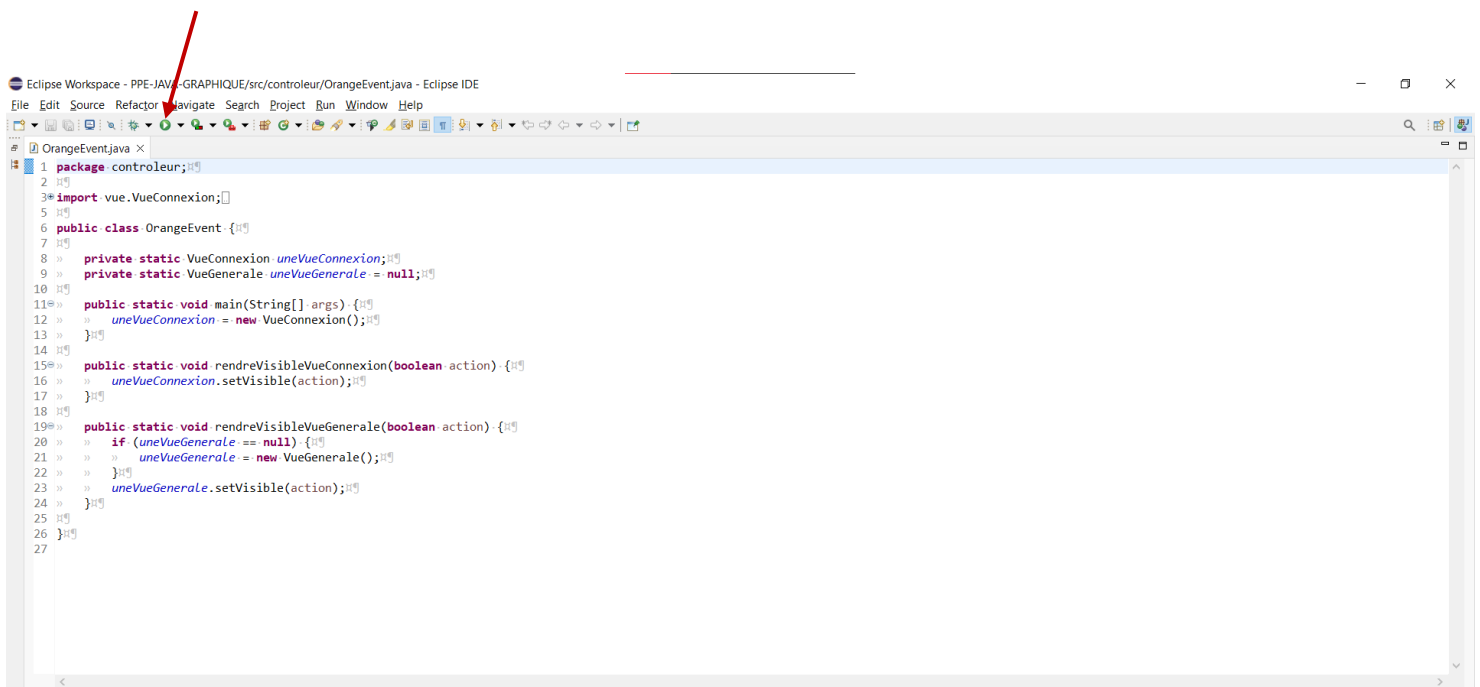 Eclipse Workspace - PPE-JAVA-GRAPHIQUE/src/controleur/OrangeEvent.java - Eclipse IDE
File Edit Source Refactor Navigate Search Project Run Window Help
OrangeEvent.java
1 package controleur;
2
3 import vue.VueConnexion;
5
6 public class OrangeEvent {
7
8 private static VueConnexion uneVueConnexion;
9 private static VueGenerale uneVueGenerale = null;
10
11 public static void main(String[] args) {
12 uneVueConnexion = new VueConnexion();
13 }
14
15 public static void rendreVisibleVueConnexion(boolean action) {
16 uneVueConnexion.setVisible(action);
17 }
18
19 public static void rendreVisibleVueGenerale(boolean action) {
20 if (uneVueGenerale == null) {
21 uneVueGenerale = new VueGenerale();
22 }
23 uneVueGenerale.setVisible(action);
24 }
25
26 }
27